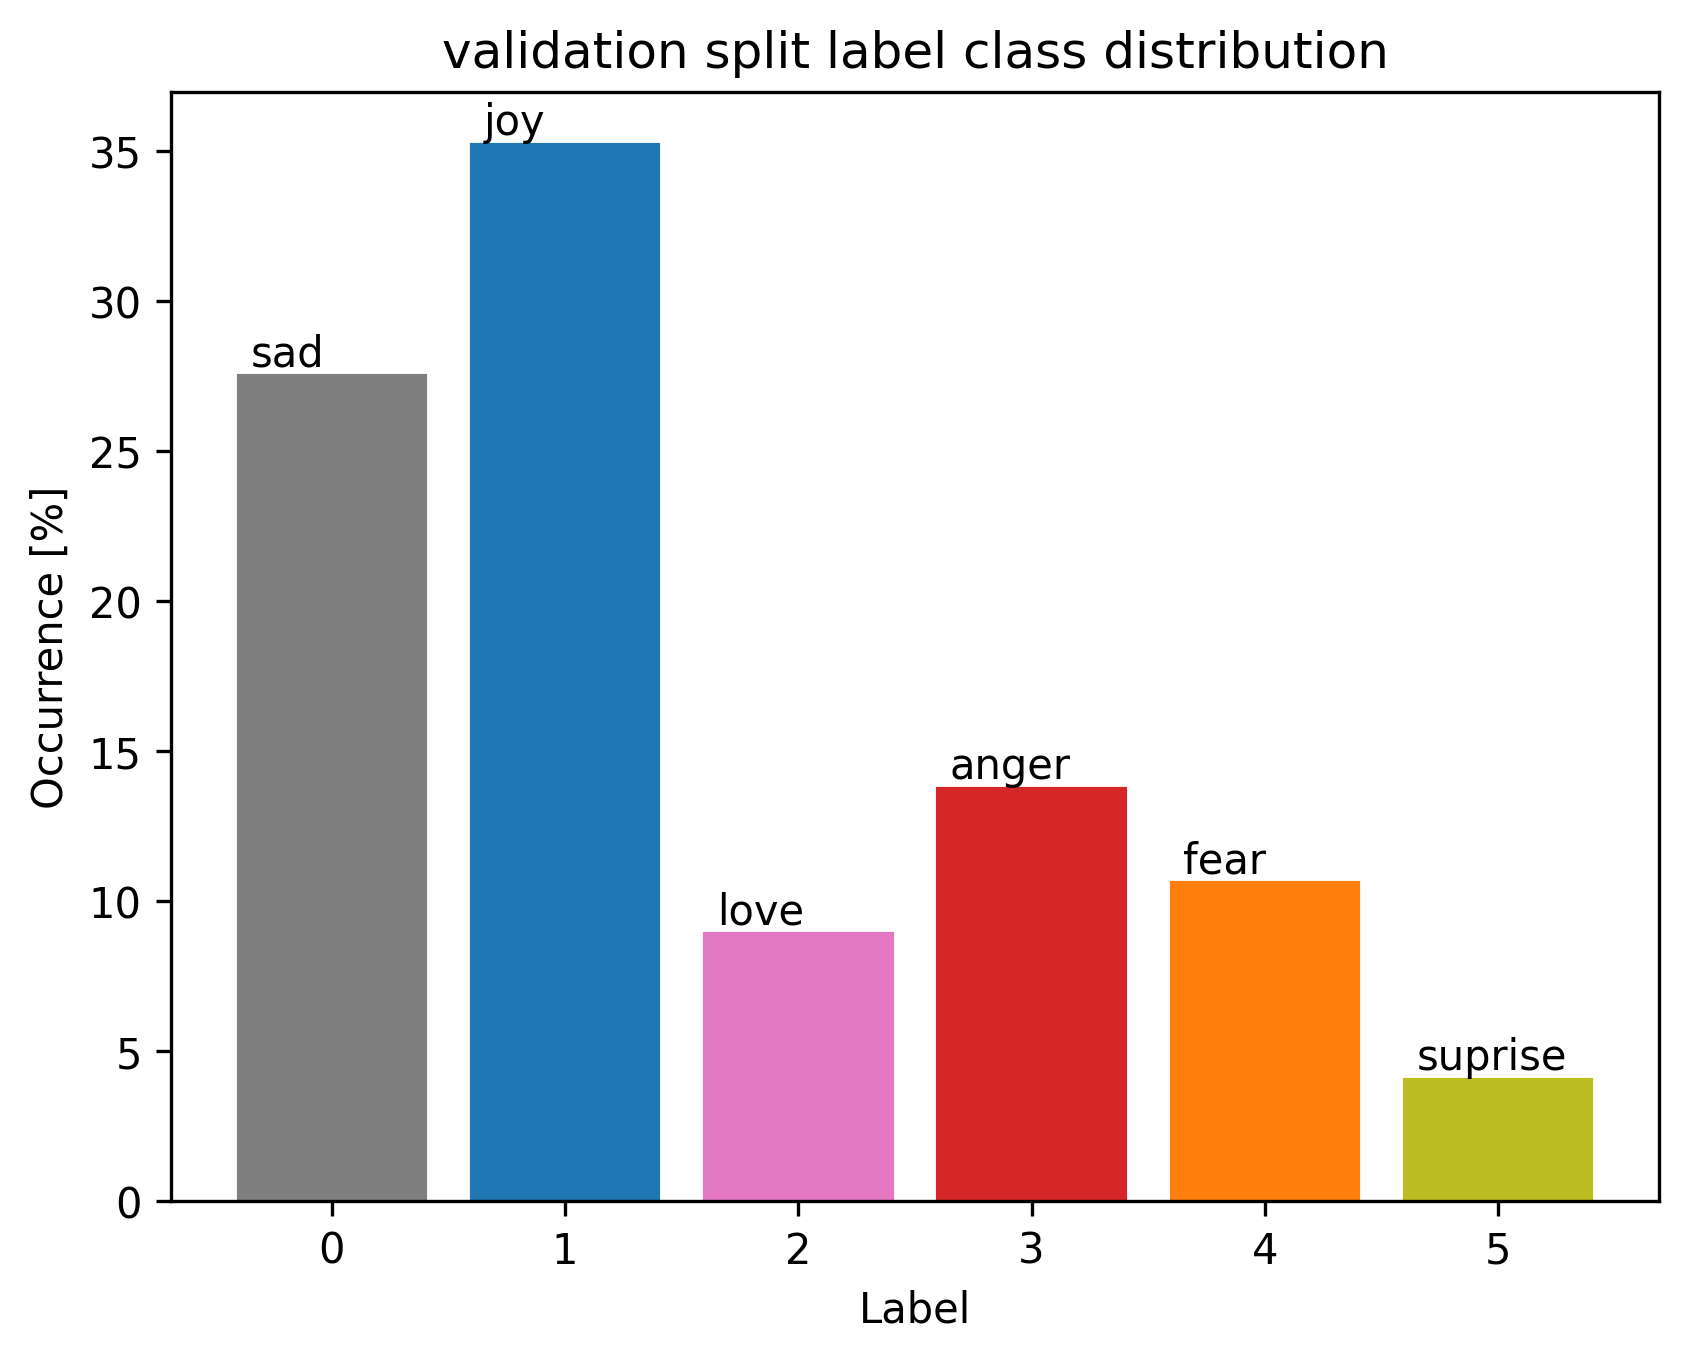 validation split label class distribution
joy
35
30
sad
25
Occurrence [%]
20
15
anger
fear
10
love
suprise
5
0
0 1 2 3 4 5
Label